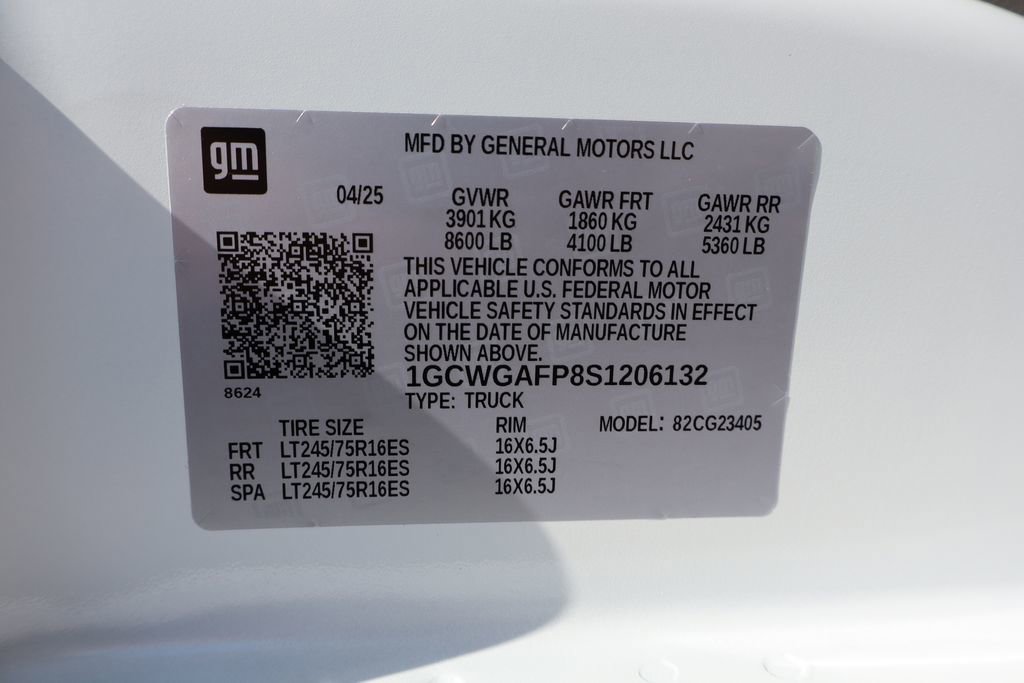 gm
MFD BY GENERAL MOTORS LLC
04/25 GVWR GAWR FRT GAWR RR
3901 KG 1860 KG 2431 KG
8600 LB 4100 LB 5360 LB
THIS VEHICLE CONFORMS TO ALL
APPLICABLE U.S. FEDERAL MOTOR
VEHICLE SAFETY STANDARDS IN EFFECT
ON THE DATE OF MANUFACTURE
SHOWN ABOVE.
1GCWGAFP8S1206132
8624
TYPE: TRUCK
TIRE SIZE RIM MODEL: 82CG23405
FRT LT245/75R16ES 16X6.5J
RR LT245/75R16ES 16X6.5J
SPA LT245/75R16ES 16X6.5J